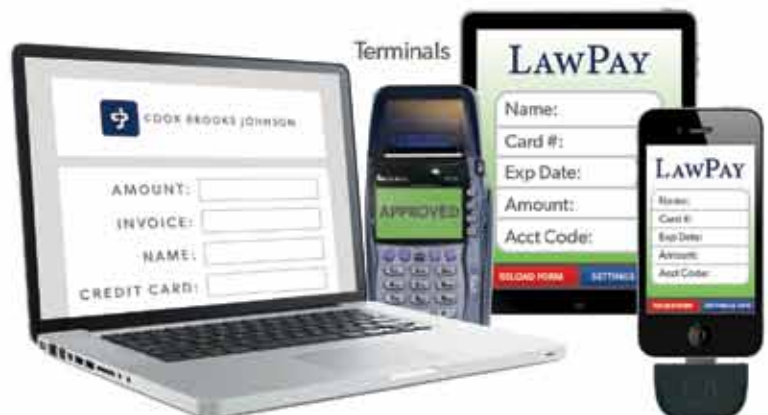 Terminals
COOK BROOKS JOHNSON
AMOUNT:
INVOICE:
NAME:
CREDIT CARD:
APPROVED
LAWPAY
Name:
Card #:
Exp Date:
Amount:
Acct Code:
RELOAD FORM SETTINGS
LAWPAY
Name:
Card #:
Exp Date:
Amount:
Acct Code: